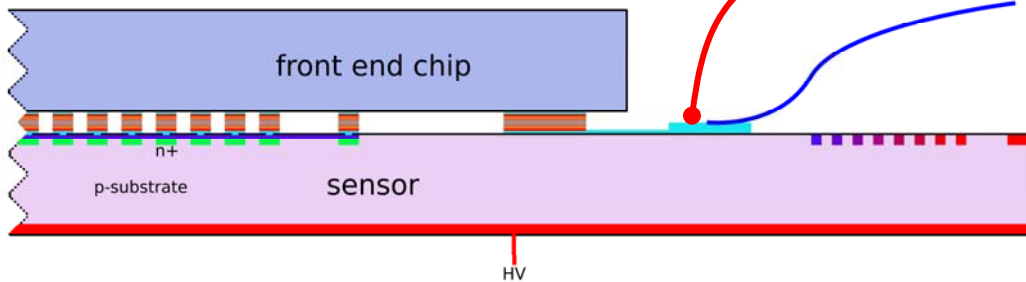 front end chip
n+
p-substrate
sensor
HV